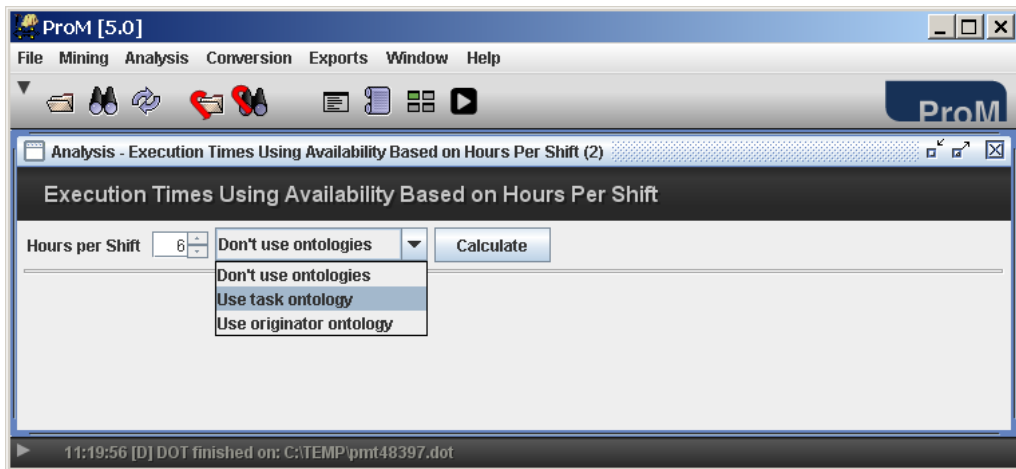 ProM [5.0]
File Mining Analysis Conversion Exports Window Help
ProM
Analysis - Execution Times Using Availability Based on Hours Per Shift (2)
Execution Times Using Availability Based on Hours Per Shift
Hours per Shift 6 Don't use ontologies Calculate
Don't use ontologies
Use task ontology
Use originator ontology
11:19:56 [D] DOT finished on: C:\TEMP\pmt48397.dot